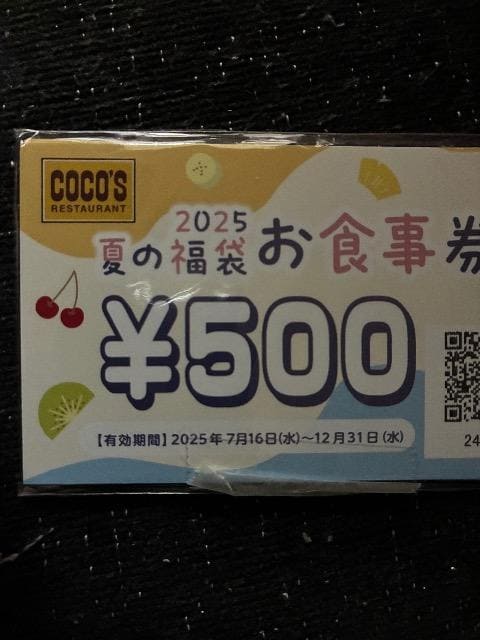 COCO'S
RESTAURANT
2025
夏の福袋お食事券
¥500
【有効期間】2025年7月16日(水)～12月31日(水)
24